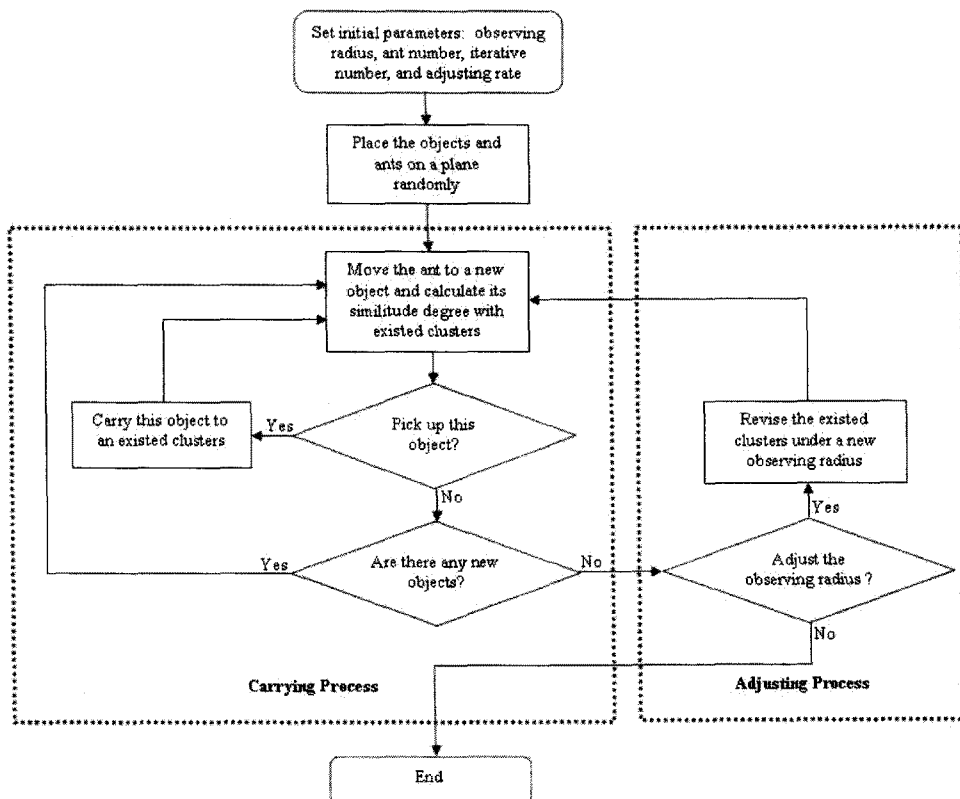 Set initial parameters: observing
radius, ant number, iterative
number, and adjusting rate
Place the objects and
ants on a plane
randomly
Move the ant to a new
object and calculate its
similitude degree with
existed clusters
Carry this object to
an existed clusters
Yes
Pick up this
object?
Revise the existed
clusters under a new
observing radius
No
Yes
Yes
Are there any new
objects?
No
Adjust the
observing radius ?
No
Carrying Process
Adjusting Process
End